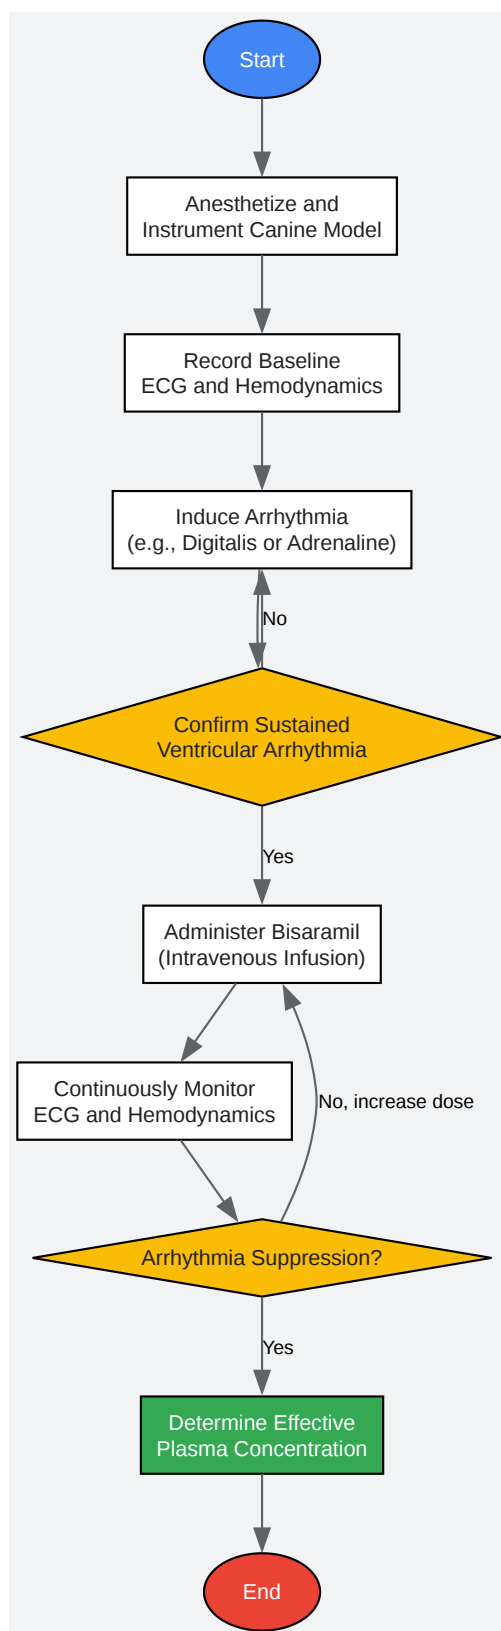 Start
Anesthetize and
Instrument Canine Model
Record Baseline
ECG and Hemodynamics
Induce Arrhythmia
(e.g., Digitalis or Adrenaline)
No
Confirm Sustained
Ventricular Arrhythmia
Yes
Administer Bisaramil
(Intravenous Infusion)
Continuously Monitor
ECG and Hemodynamics
No, increase dose
Arrhythmia Suppression?
Yes
Determine Effective
Plasma Concentration
End